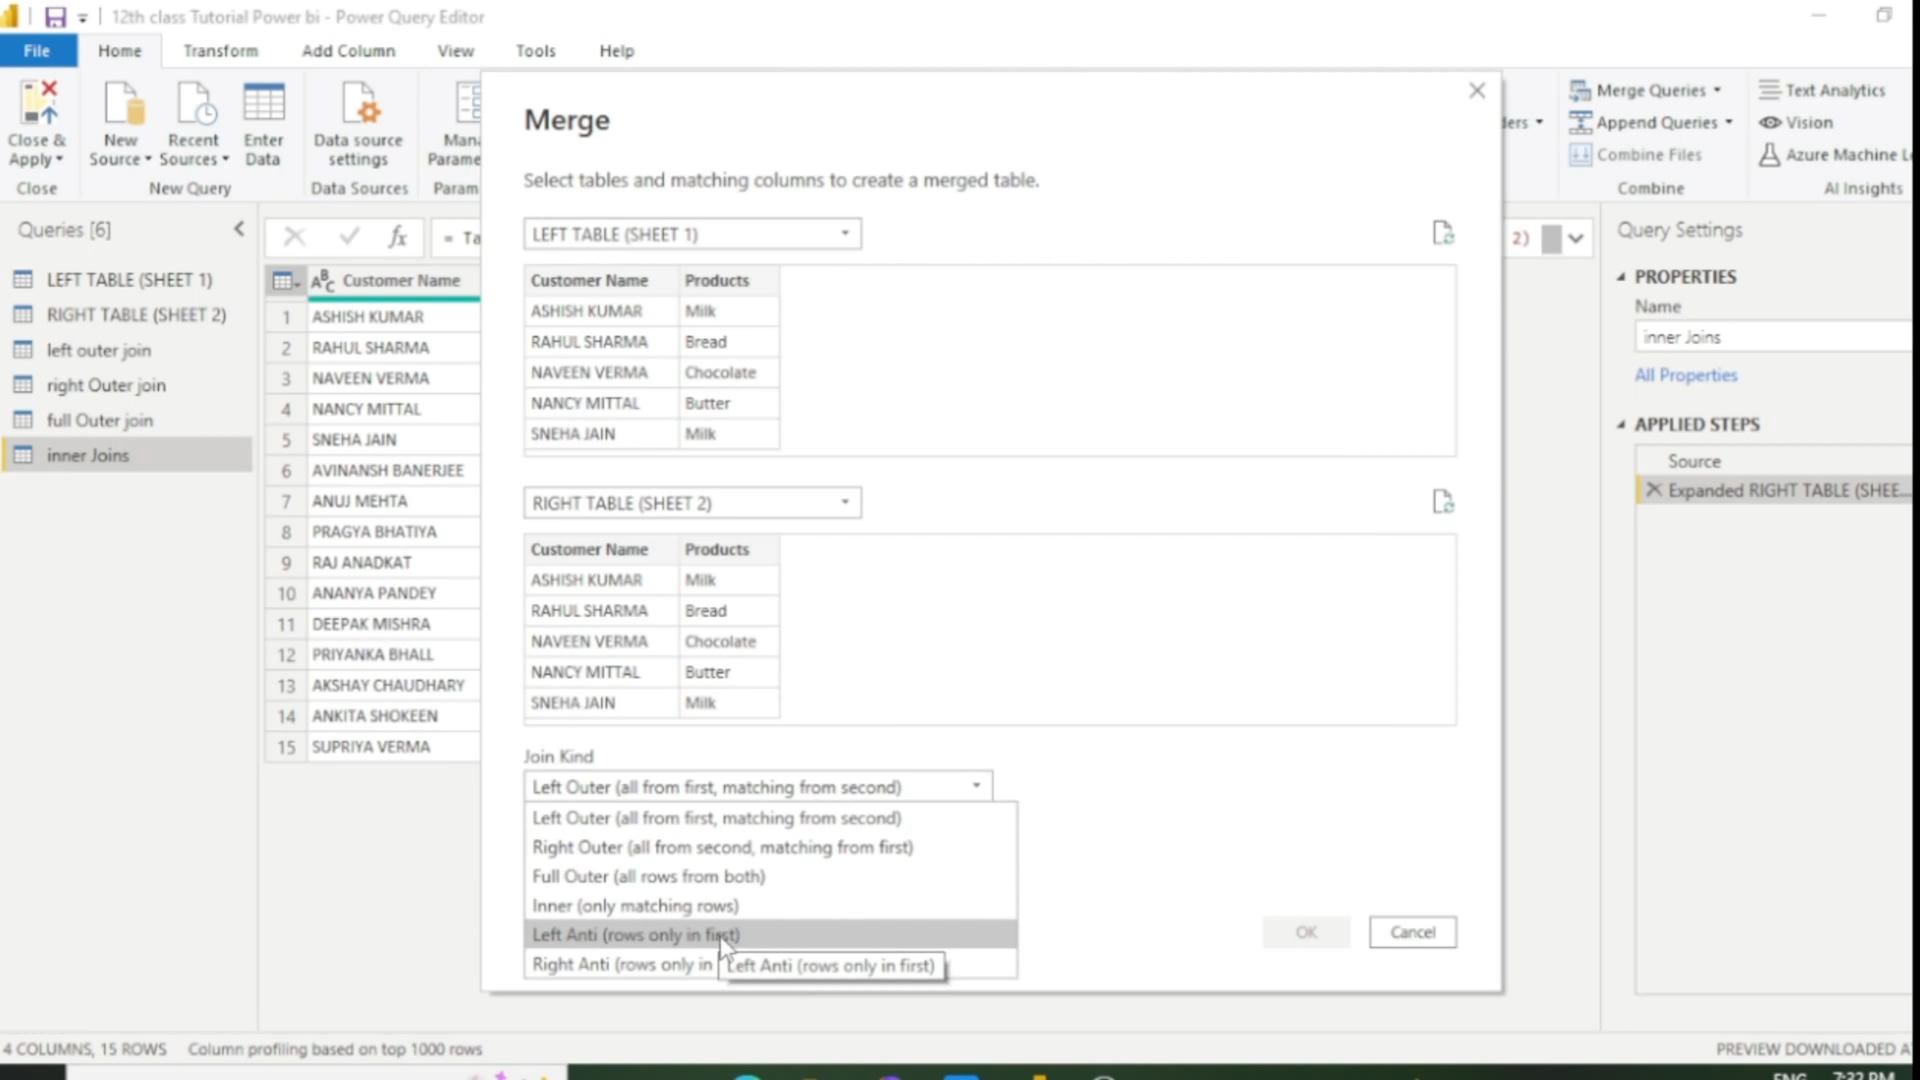 12th class Tutorial Power bi - Power Query Editor
File Home Transform Add Column View Tools Help
Close & Apply
New Source
Recent Sources
Enter Data
Data source settings
Merge Queries
Append Queries
Combine Files
Text Analytics
Vision
Azure Machine
Close
New Query
Data Sources
Combine
AI Insights
Queries [6]
LEFT TABLE (SHEET 1)
RIGHT TABLE (SHEET 2)
left outer join
right Outer join
full Outer join
inner Joins
fx
2)
ABC Customer Name
1 ASHISH KUMAR
2 RAHUL SHARMA
3 NAVEEN VERMA
4 NANCY MITTAL
5 SNEHA JAIN
6 AVINANSH BANERJEE
7 ANUJ MEHTA
8 PRAGYA BHATIYA
9 RAJ ANADKAT
10 ANANYA PANDEY
11 DEEPAK MISHRA
12 PRIYANKA BHALL
13 AKSHAY CHAUDHARY
14 ANKITA SHOKEEN
15 SUPRIYA VERMA
Merge
Select tables and matching columns to create a merged table.
LEFT TABLE (SHEET 1)
Customer Name Products
ASHISH KUMAR Milk
RAHUL SHARMA Bread
NAVEEN VERMA Chocolate
NANCY MITTAL Butter
SNEHA JAIN Milk
RIGHT TABLE (SHEET 2)
Customer Name Products
ASHISH KUMAR Milk
RAHUL SHARMA Bread
NAVEEN VERMA Chocolate
NANCY MITTAL Butter
SNEHA JAIN Milk
Join Kind
Left Outer (all from first, matching from second)
Left Outer (all from first, matching from second)
Right Outer (all from second, matching from first)
Full Outer (all rows from both)
Inner (only matching rows)
Left Anti (rows only in first)
Right Anti (rows only in
Left Anti (rows only in first)
OK
Cancel
Query Settings
PROPERTIES
Name
inner Joins
All Properties
APPLIED STEPS
Source
Expanded RIGHT TABLE (SHEE...
4 COLUMNS, 15 ROWS Column profiling based on top 1000 rows
PREVIEW DOWNLOADED
ENG 7:32 PM